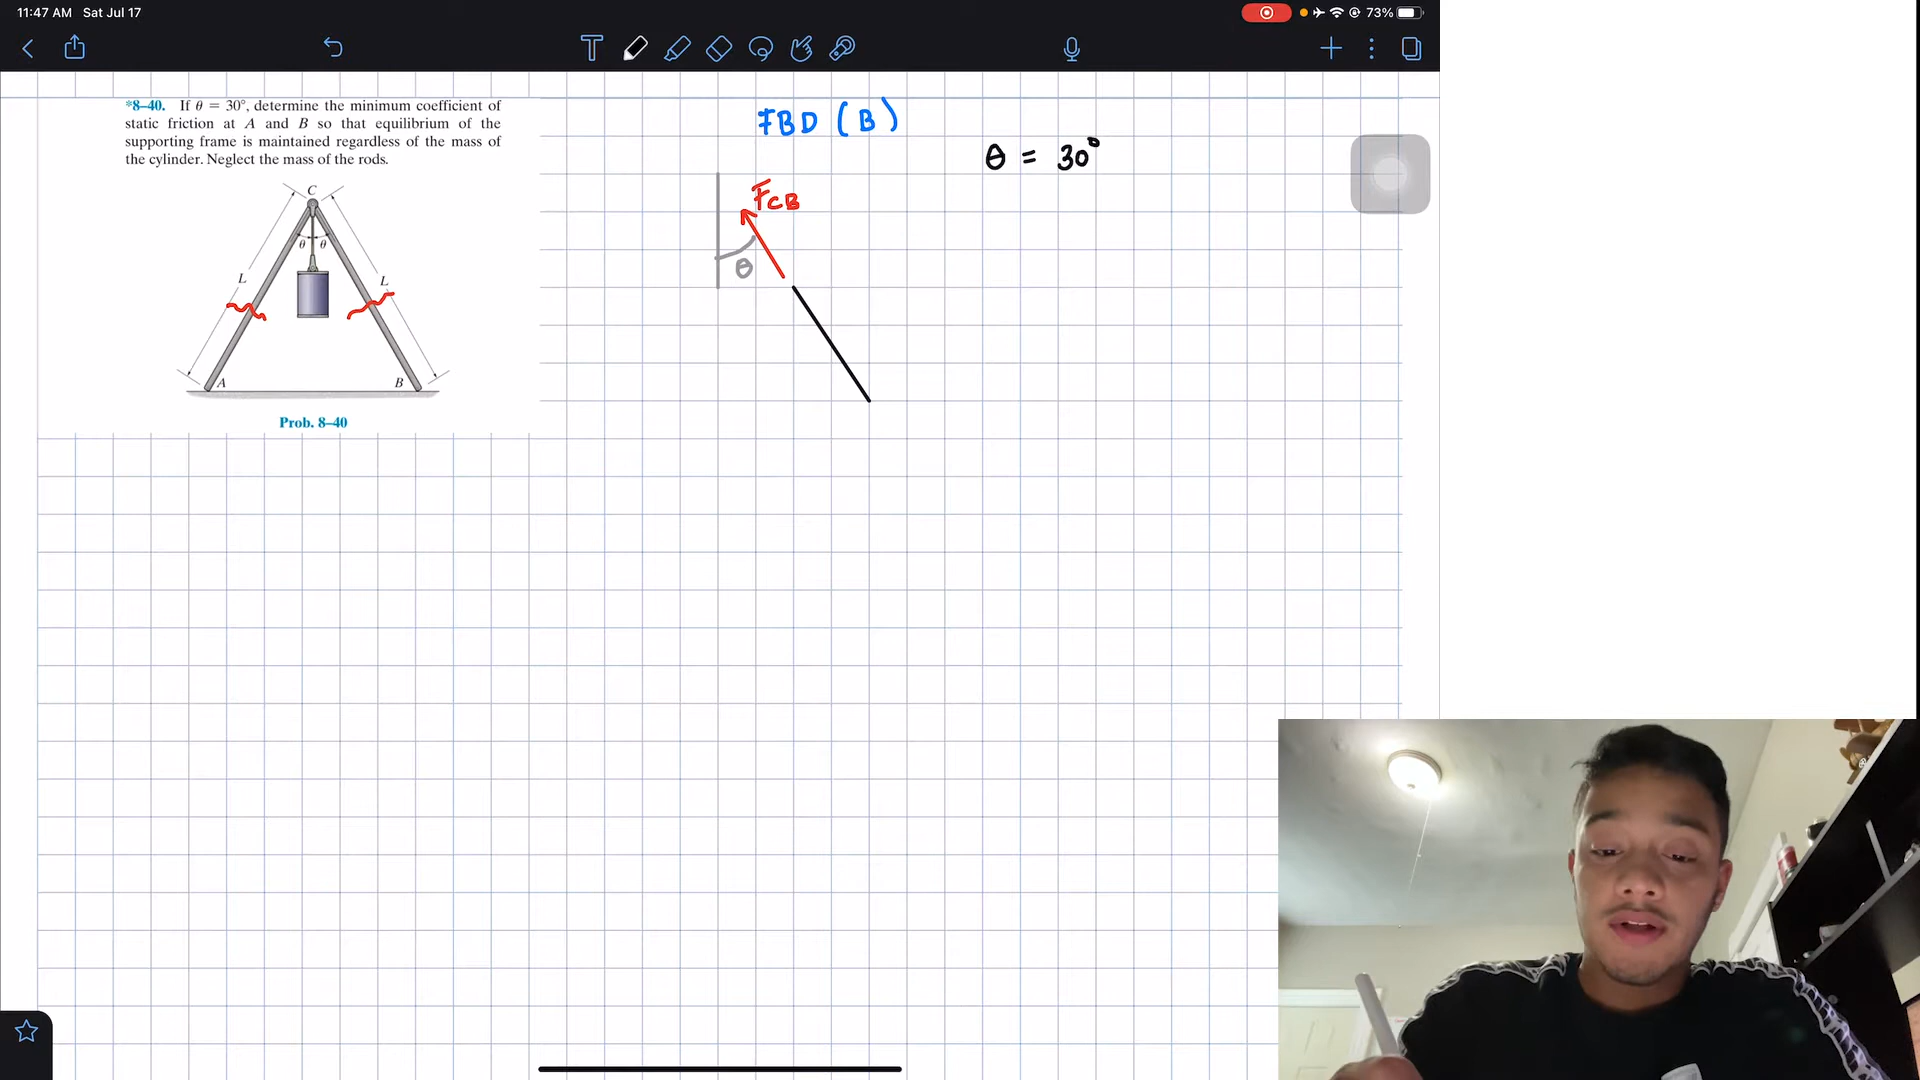 11:47 AM Sat Jul 17
73%
*8–40. If θ = 30°, determine the minimum coefficient of
static friction at A and B so that equilibrium of the
supporting frame is maintained regardless of the mass of
the cylinder. Neglect the mass of the rods.
C
θ θ
L L
A B
Prob. 8–40
FBD (B)
θ = 30°
FCB
θ